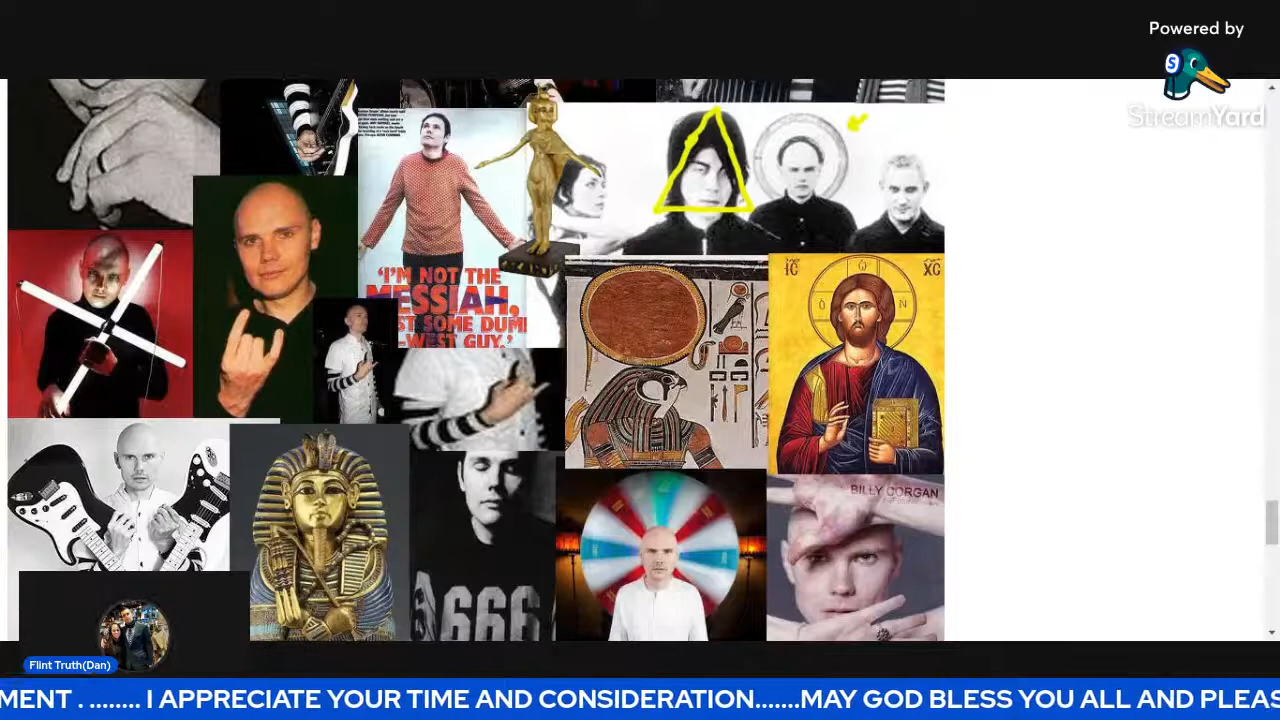 Powered by
S
StreamYard
'I'M NOT THE
MESSIAH,
ST SOME DUM
-WEST GUY.'
IC
XC
Ο
ω
Ν
BILLY CORGAN
666
Flint Truth(Dan)
MENT . ........ I APPRECIATE YOUR TIME AND CONSIDERATION.......MAY GOD BLESS YOU ALL AND PLEAS